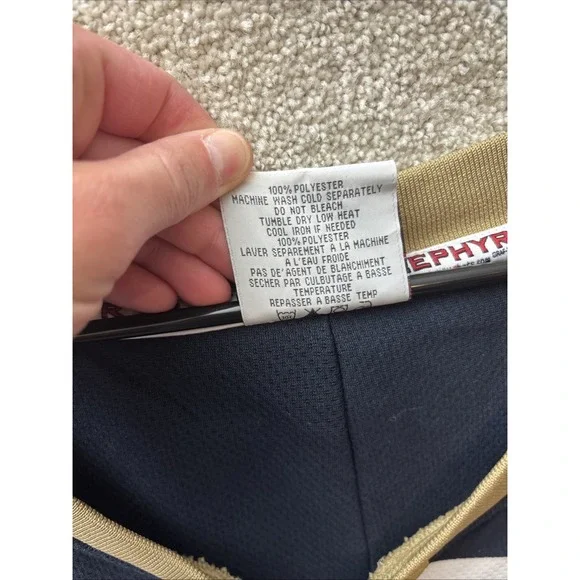 100% POLYESTER
MACHINE WASH COLD SEPARATELY
DO NOT BLEACH
TUMBLE DRY LOW HEAT
COOL IRON IF NEEDED
100% POLYESTER
LAVER SEPAREMENT A LA MACHINE
A L'EAU FROIDE
PAS DE'AGENT DE BLANCHIMENT
SECHER PAR CULBUTAGE A BASSE
TEMPERATURE
REPASSER A BASSE TEMP
EPHYR